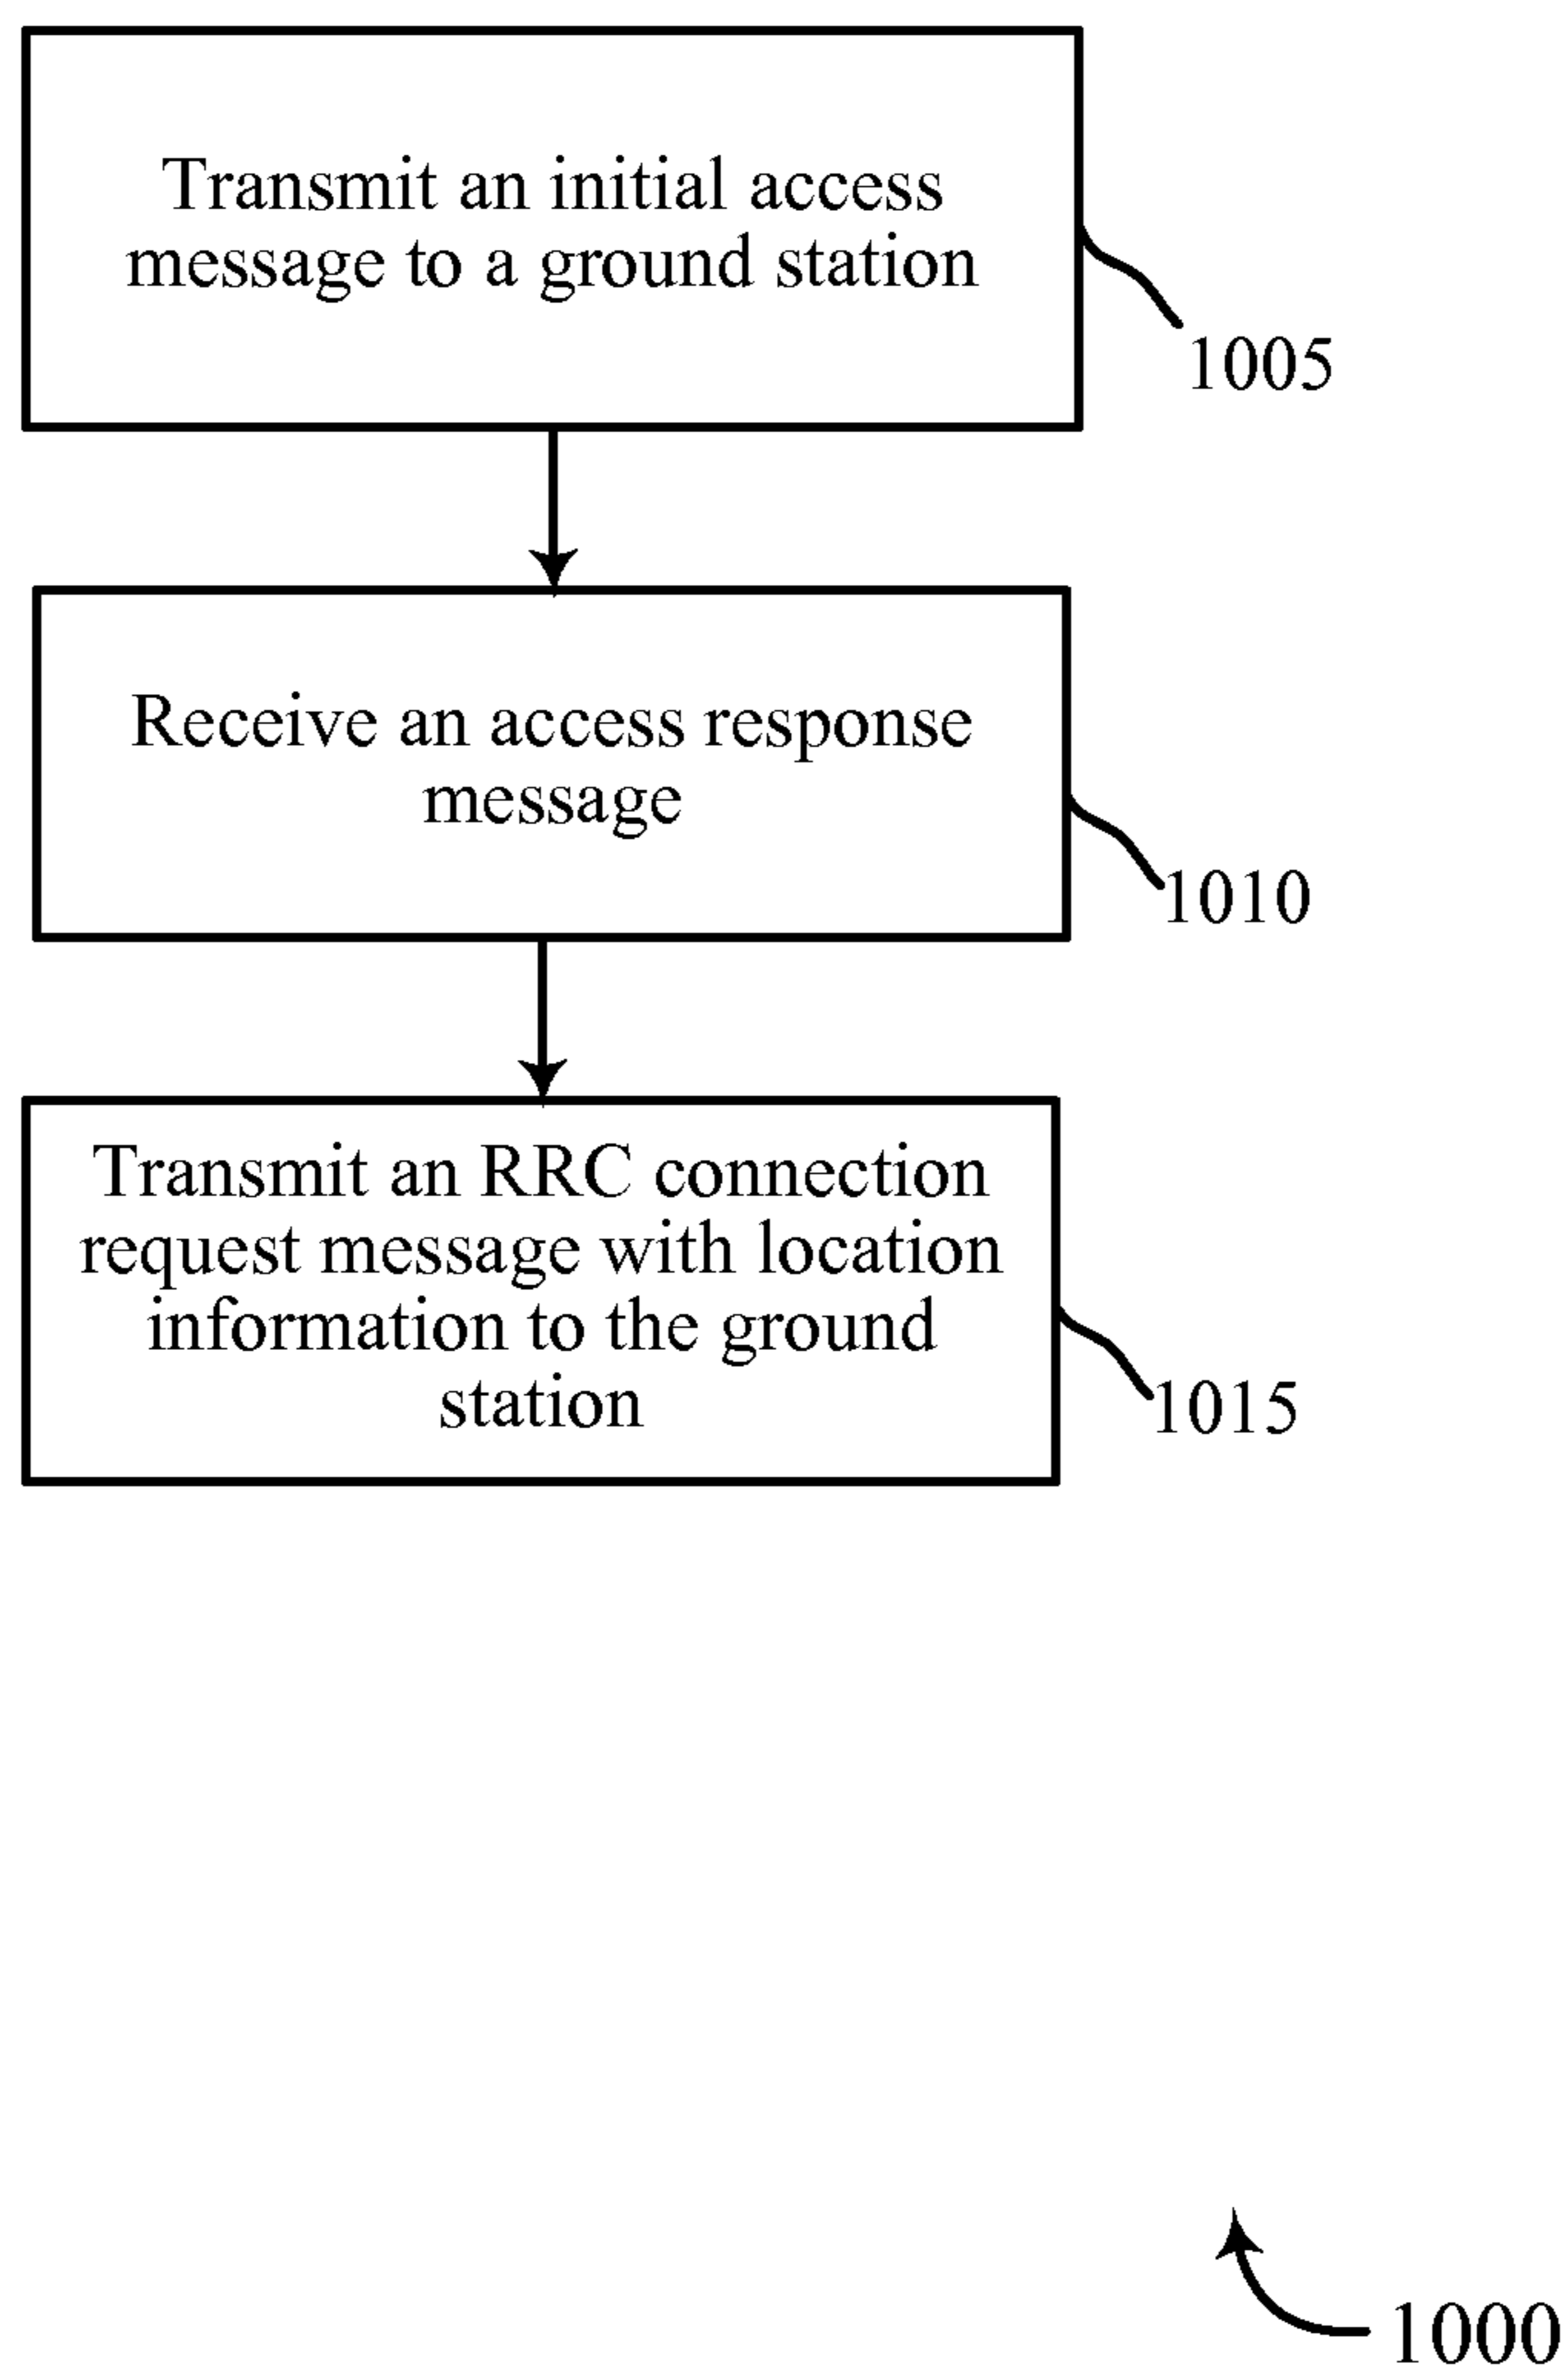 Transmit an initial access
message to a ground station
1005
Receive an access response
message
1010
Transmit an RRC connection
request message with location
information to the ground
station
1015
1000